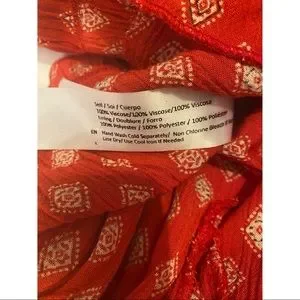 Self / Soi / Cuerpo
100% Viscose/100% Viscose/100% Viscosa
Lining / Doublure / Forro
100% Polyester / 100% Polyester / 100% Poliéster
EN Hand Wash Cold Separately/ Non Chlorine Bleach If
Line Dry/ Use Cool Iron If Needed/